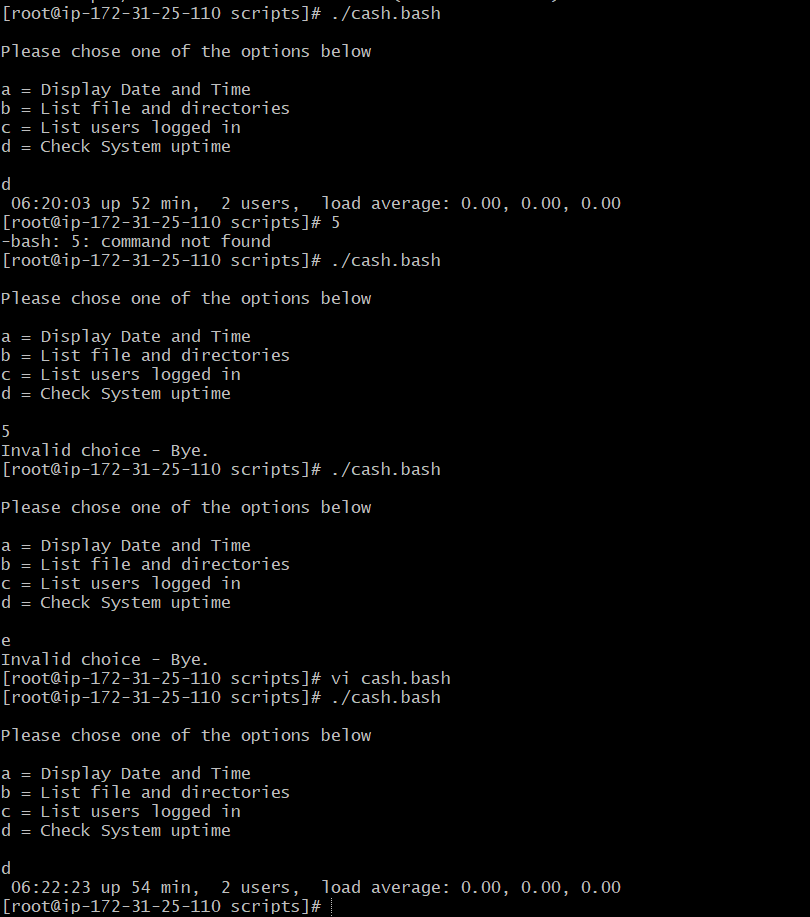 [root@ip-172-31-25-110 scripts]# ./cash.bash
Please chose one of the options below
a = Display Date and Time
b = List file and directories
c = List users logged in
d = Check System uptime
d
 06:20:03 up 52 min,  2 users,  load average: 0.00, 0.00, 0.00
[root@ip-172-31-25-110 scripts]# 5
-bash: 5: command not found
[root@ip-172-31-25-110 scripts]# ./cash.bash
Please chose one of the options below
a = Display Date and Time
b = List file and directories
c = List users logged in
d = Check System uptime
5
Invalid choice - Bye.
[root@ip-172-31-25-110 scripts]# ./cash.bash
Please chose one of the options below
a = Display Date and Time
b = List file and directories
c = List users logged in
d = Check System uptime
e
Invalid choice - Bye.
[root@ip-172-31-25-110 scripts]# vi cash.bash
[root@ip-172-31-25-110 scripts]# ./cash.bash
Please chose one of the options below
a = Display Date and Time
b = List file and directories
c = List users logged in
d = Check System uptime
d
 06:22:23 up 54 min,  2 users,  load average: 0.00, 0.00, 0.00
[root@ip-172-31-25-110 scripts]#